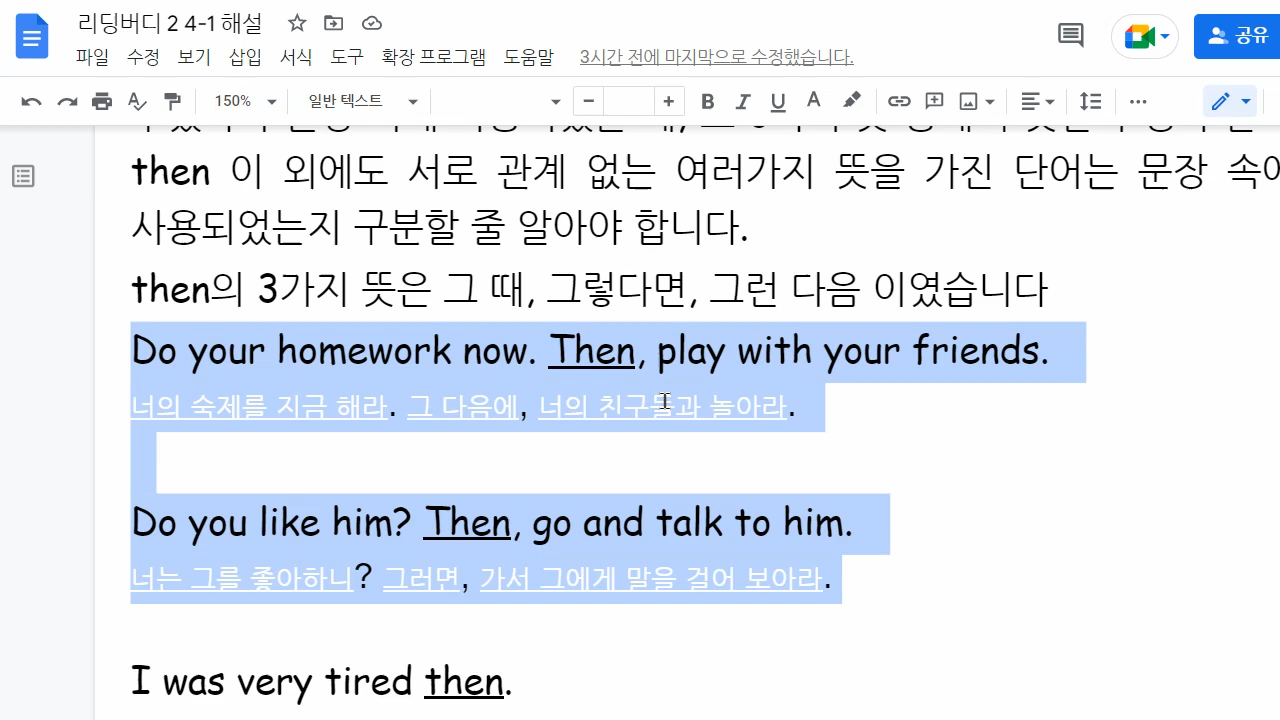 리딩버디 2 4-1 해설
파일 수정 보기 삽입 서식 도구 확장 프로그램 도움말 3시간 전에 마지막으로 수정했습니다.
공유
150% 일반 텍스트 B I U A
then 이 외에도 서로 관계 없는 여러가지 뜻을 가진 단어는 문장 속
사용되었는지 구분할 줄 알아야 합니다.
then의 3가지 뜻은 그 때, 그렇다면, 그런 다음 이였습니다
Do your homework now. Then, play with your friends.
너의 숙제를 지금 해라. 그 다음에, 너의 친구들과 놀아라.
Do you like him? Then, go and talk to him.
너는 그를 좋아하니? 그러면, 가서 그에게 말을 걸어 보아라.
I was very tired then.